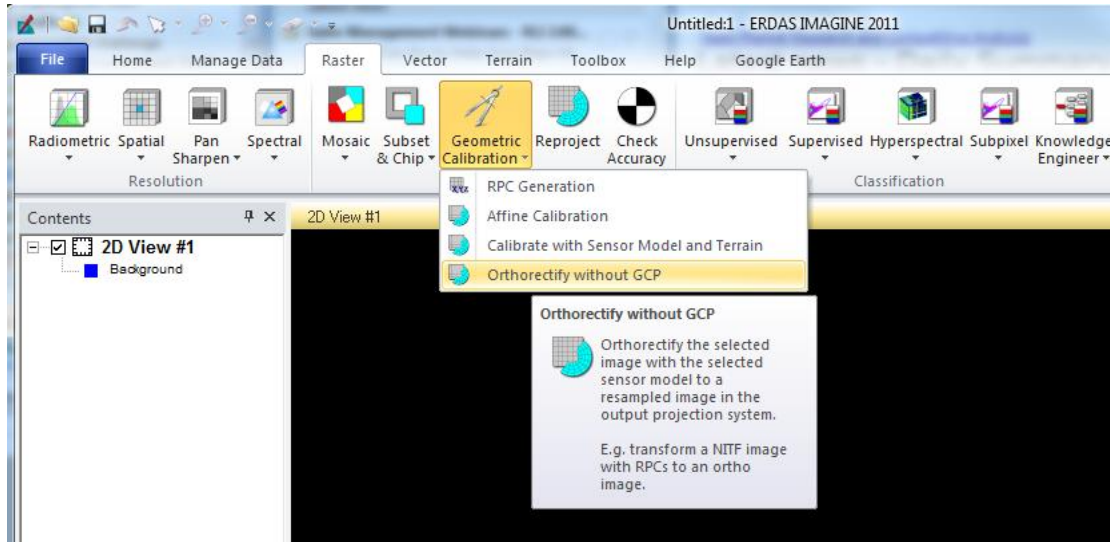 Untitled:1 - ERDAS IMAGINE 2011
File Home Manage Data Raster Vector Terrain Toolbox Help Google Earth
Radiometric Spatial Pan Sharpen Spectral Mosaic Subset & Chip Geometric Calibration Reproject Check Accuracy Unsupervised Supervised Hyperspectral Subpixel Knowledge Engineer
Resolution Classification
RPC Generation
Affine Calibration
Calibrate with Sensor Model and Terrain
Orthorectify without GCP
Contents 2D View #1
2D View #1
Background
Orthorectify without GCP
Orthorectify the selected
image with the selected
sensor model to a
resampled image in the
output projection system.
E.g. transform a NITF image
with RPCs to an ortho
image.